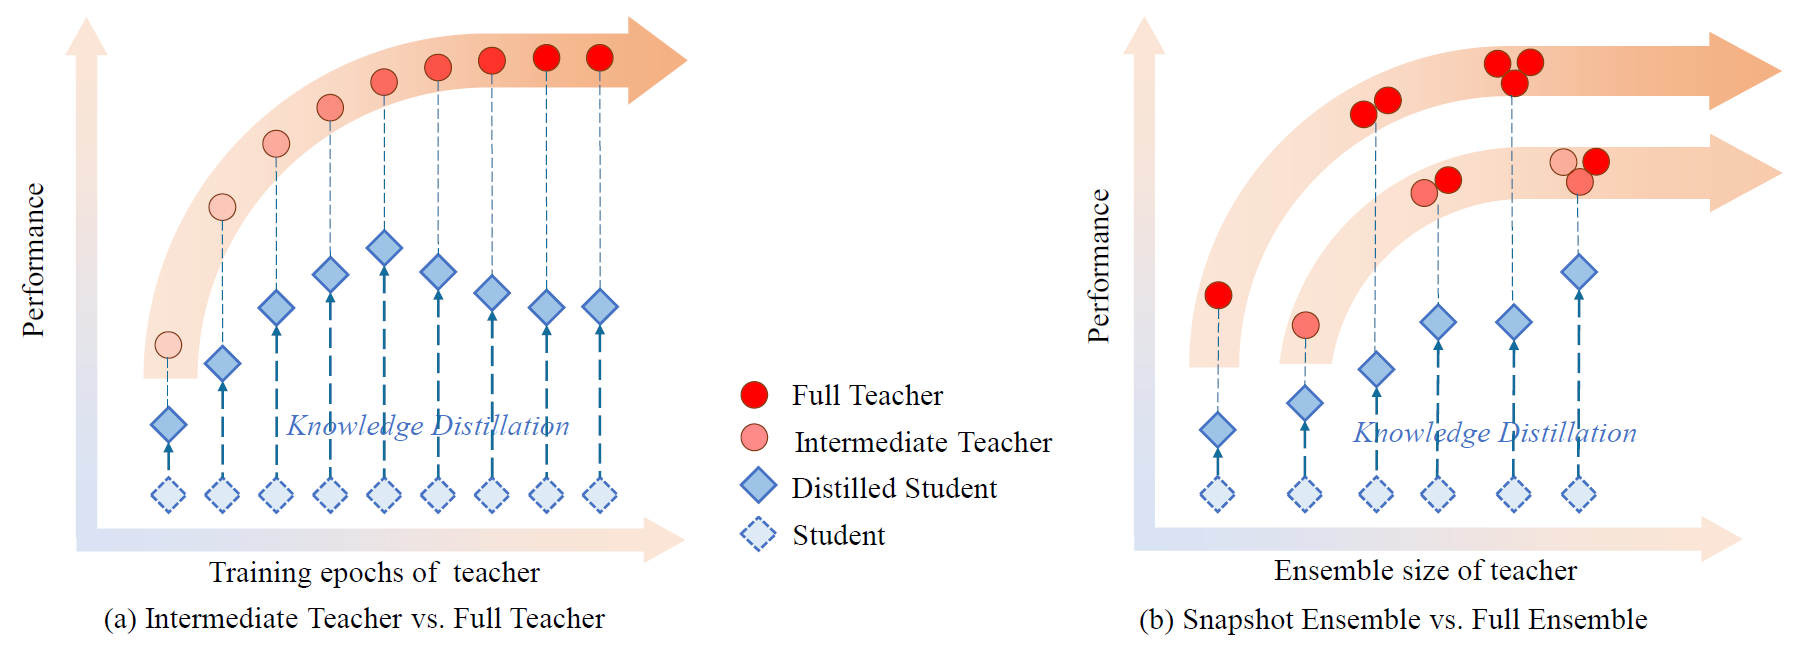 Performance
Knowledge Distillation
Training epochs of teacher
(a) Intermediate Teacher vs. Full Teacher
Full Teacher
Intermediate Teacher
Distilled Student
Student
Performance
Knowledge Distillation
Ensemble size of teacher
(b) Snapshot Ensemble vs. Full Ensemble